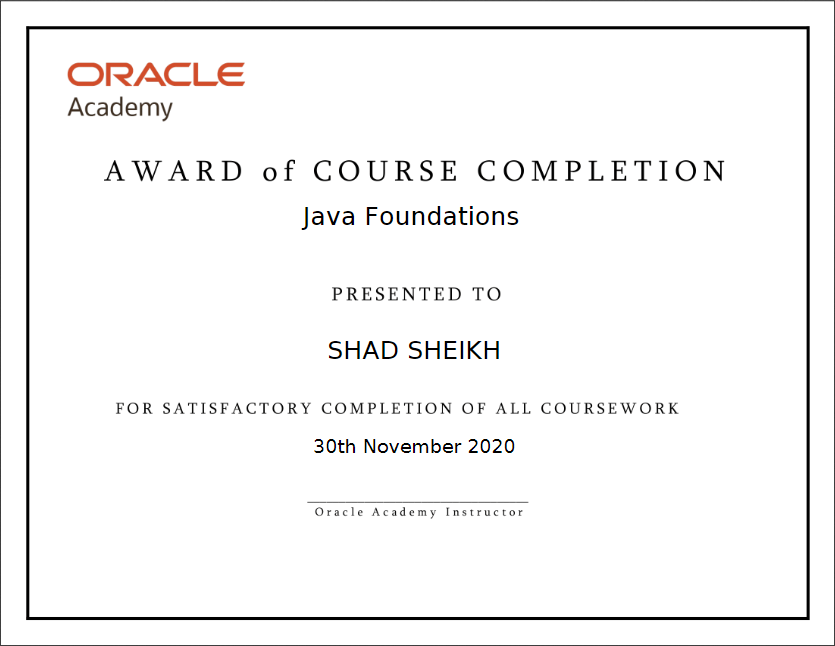 ORACLE
Academy
AWARD of COURSE COMPLETION
Java Foundations
PRESENTED TO
SHAD SHEIKH
FOR SATISFACTORY COMPLETION OF ALL COURSEWORK
30th November 2020
Oracle Academy Instructor